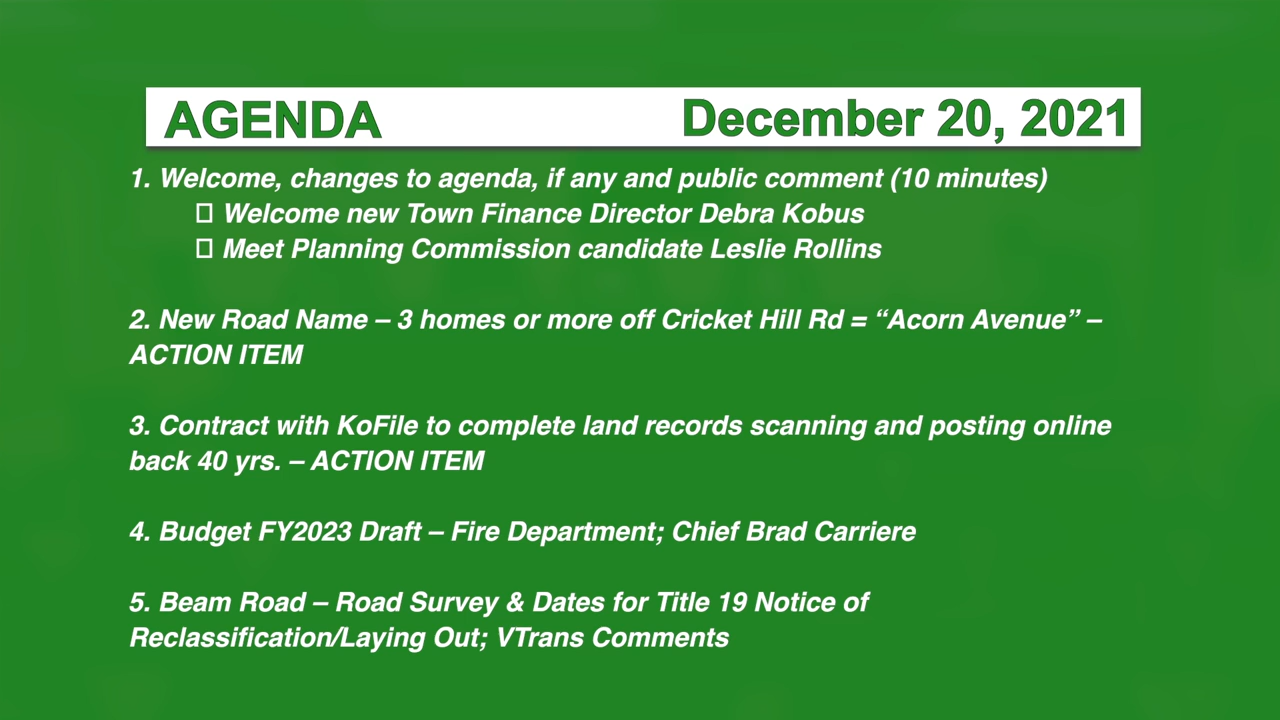 AGENDA December 20, 2021
1. Welcome, changes to agenda, if any and public comment (10 minutes)
▯ Welcome new Town Finance Director Debra Kobus
▯ Meet Planning Commission candidate Leslie Rollins
2. New Road Name – 3 homes or more off Cricket Hill Rd = “Acorn Avenue” –
ACTION ITEM
3. Contract with KoFile to complete land records scanning and posting online
back 40 yrs. – ACTION ITEM
4. Budget FY2023 Draft – Fire Department; Chief Brad Carriere
5. Beam Road – Road Survey & Dates for Title 19 Notice of
Reclassification/Laying Out; VTrans Comments